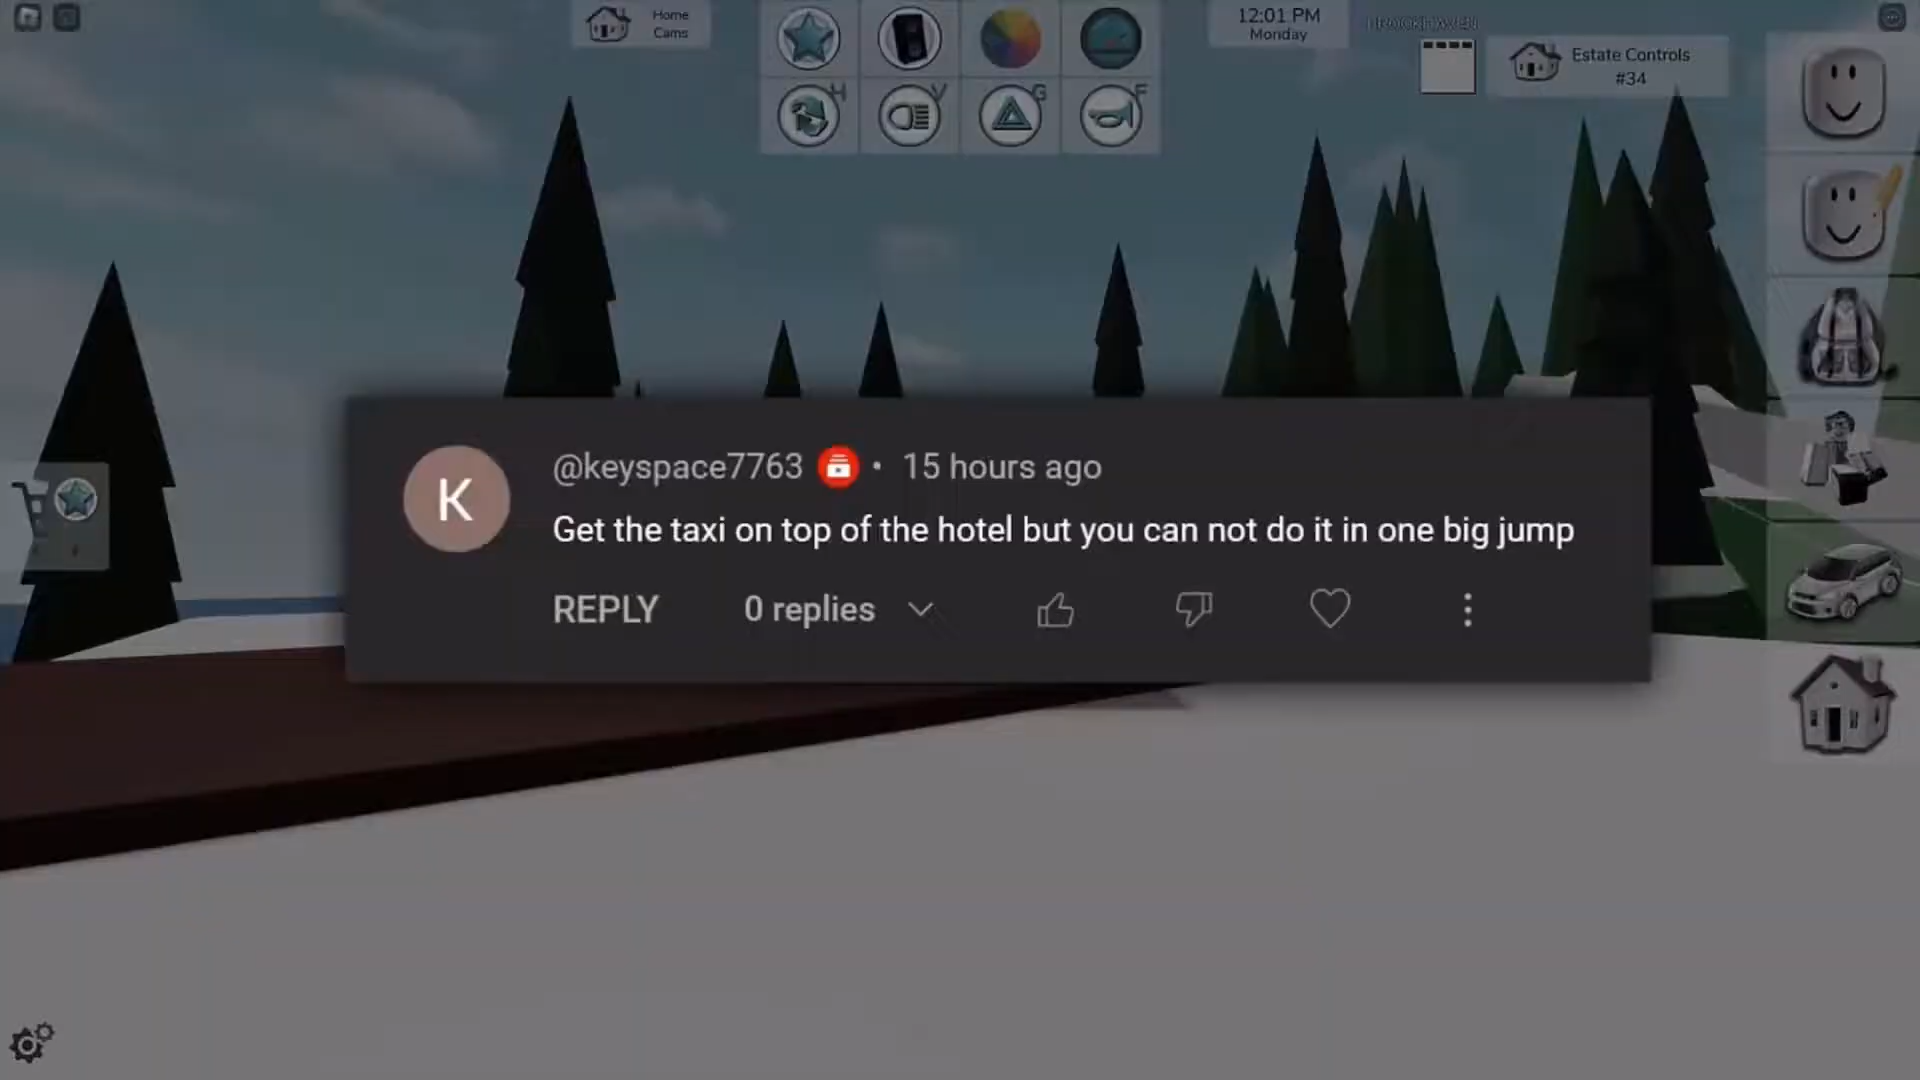 Home
Cams
12:01 PM
Monday
BROOKHAVEN
Estate Controls
#34
H
V
G
F
K
@keyspace7763 • 15 hours ago
Get the taxi on top of the hotel but you can not do it in one big jump
REPLY 0 replies